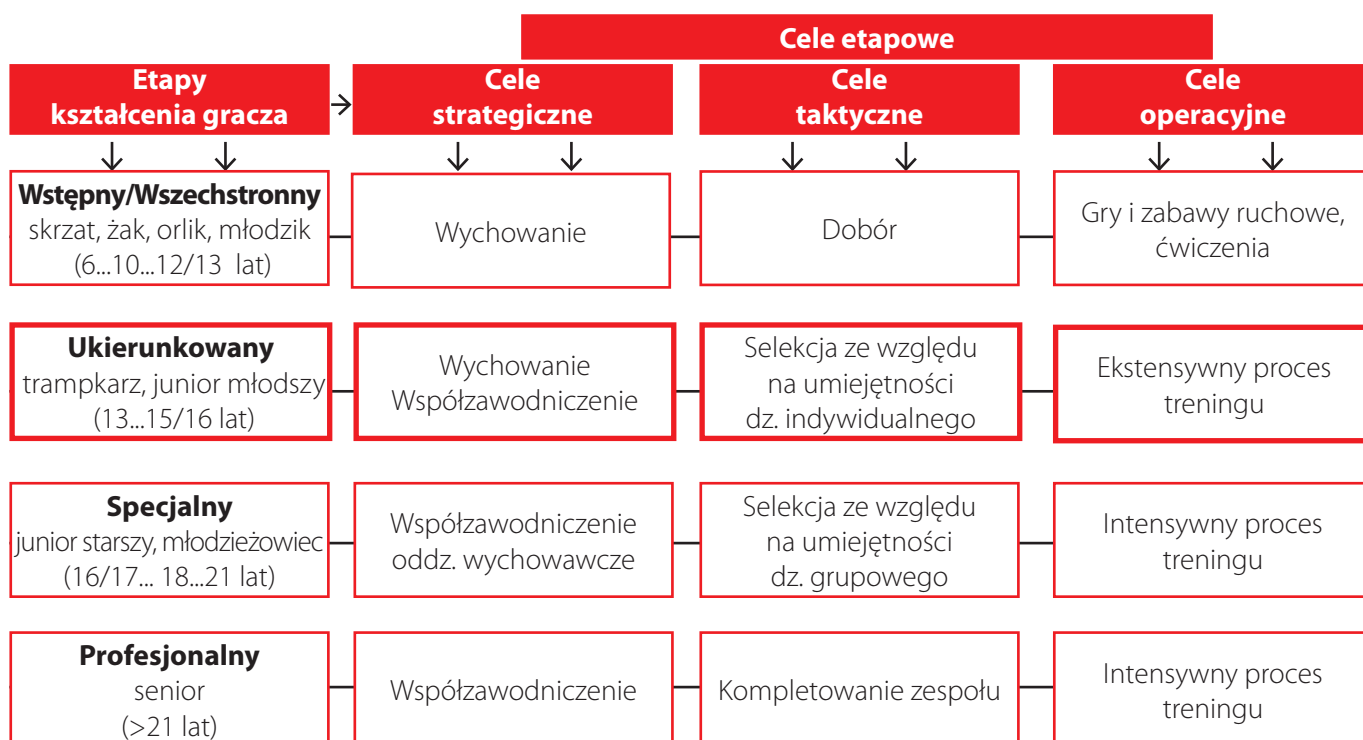 Cele etapowe
Etapy
kształcenia gracza
Cele
strategiczne
Cele
taktyczne
Cele
operacyjne
Wstępny/Wszechstronny
skrzat, żak, orlik, młodzik
(6...10...12/13 lat)
Wychowanie
Dobór
Gry i zabawy ruchowe,
ćwiczenia
Ukierunkowany
trampkarz, junior młodszy
(13...15/16 lat)
Wychowanie
Współzawodniczenie
Selekcja ze względu
na umiejętności
dz. indywidualnego
Ekstensywny proces
treningu
Specjalny
junior starszy, młodzieżowiec
(16/17... 18...21 lat)
Współzawodniczenie
oddz. wychowawcze
Selekcja ze względu
na umiejętności
dz. grupowego
Intensywny proces
treningu
Profesjonalny
senior
(>21 lat)
Współzawodniczenie
Kompletowanie zespołu
Intensywny proces
treningu